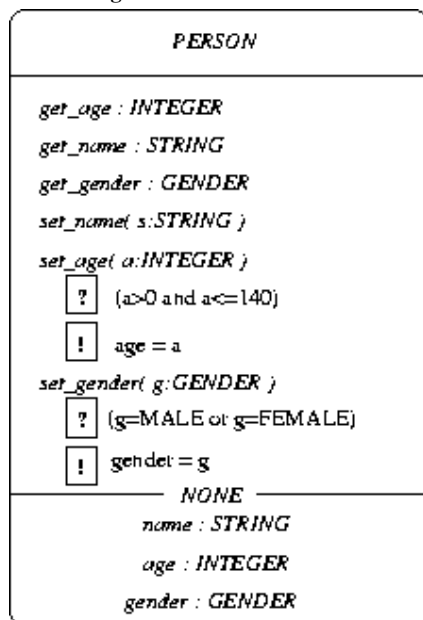 PERSON
get_age : INTEGER
get_name : STRING
get_gender : GENDER
set_name( s:STRING )
set_age( a:INTEGER )
? (a>0 and a<=140)
! age = a
set_gender( g:GENDER )
? (g=MALE or g=FEMALE)
! gender = g
NONE
name : STRING
age : INTEGER
gender : GENDER